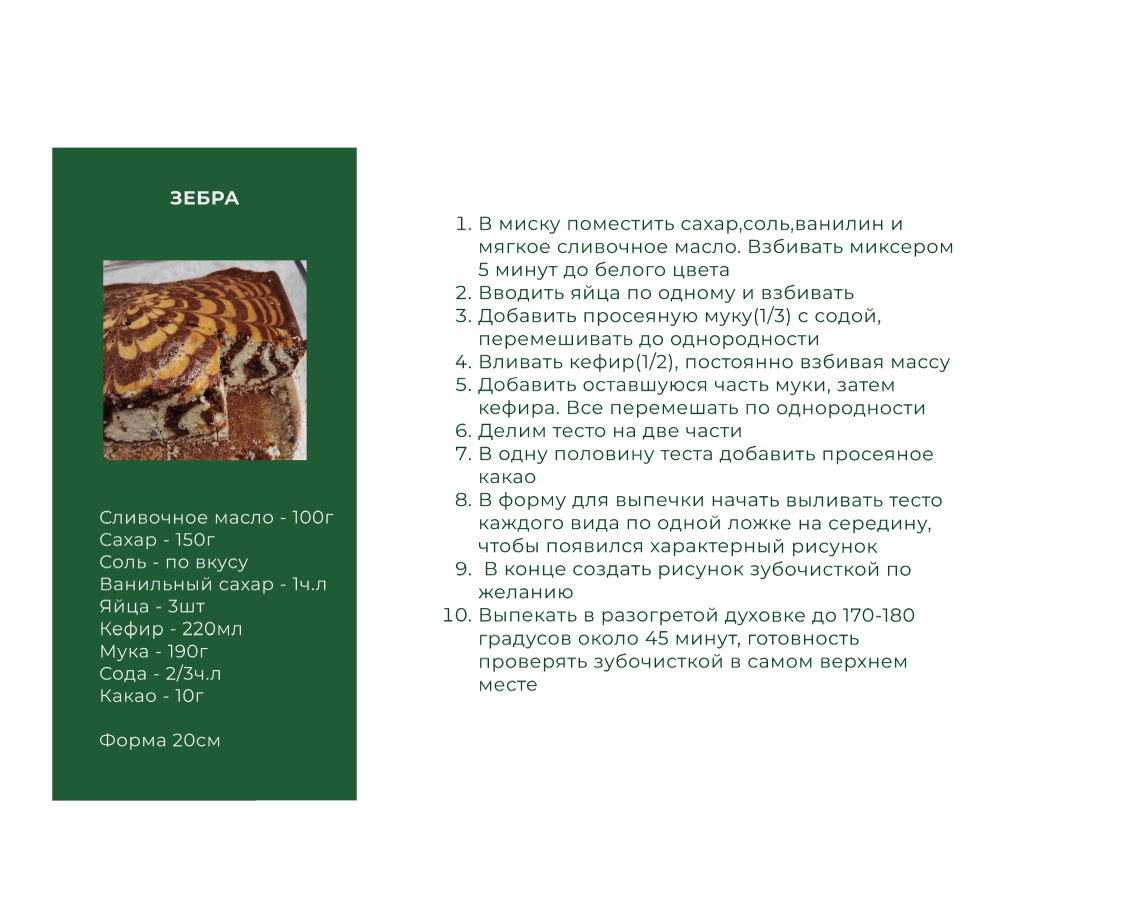 ЗЕБРА
Сливочное масло - 100г
Сахар - 150г
Соль - по вкусу
Ванильный сахар - 1ч.л
Яйца - 3шт
Кефир - 220мл
Мука - 190г
Сода - 2/3ч.л
Какао - 10г
Форма 20см
1. В миску поместить сахар,соль,ванилин и
мягкое сливочное масло. Взбивать миксером
5 минут до белого цвета
2. Вводить яйца по одному и взбивать
3. Добавить просеяную муку(1/3) с содой,
перемешивать до однородности
4. Вливать кефир(1/2), постоянно взбивая массу
5. Добавить оставшуюся часть муки, затем
кефира. Все перемешать по однородности
6. Делим тесто на две части
7. В одну половину теста добавить просеяное
какао
8. В форму для выпечки начать выливать тесто
каждого вида по одной ложке на середину,
чтобы появился характерный рисунок
9. В конце создать рисунок зубочисткой по
желанию
10. Выпекать в разогретой духовке до 170-180
градусов около 45 минут, готовность
проверять зубочисткой в самом верхнем
месте